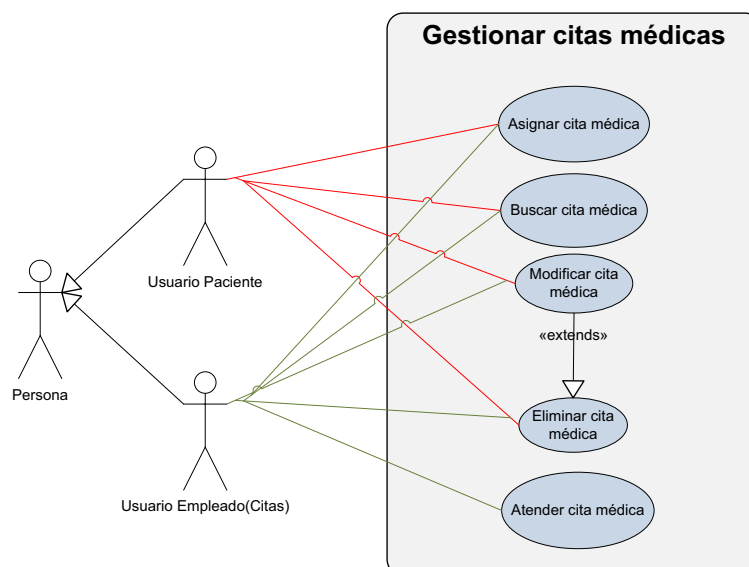 Gestionar citas médicas
Asignar cita médica
Buscar cita médica
Usuario Paciente
Modificar cita
médica
«extends»
Persona
Eliminar cita
médica
Usuario Empleado(Citas)
Atender cita médica